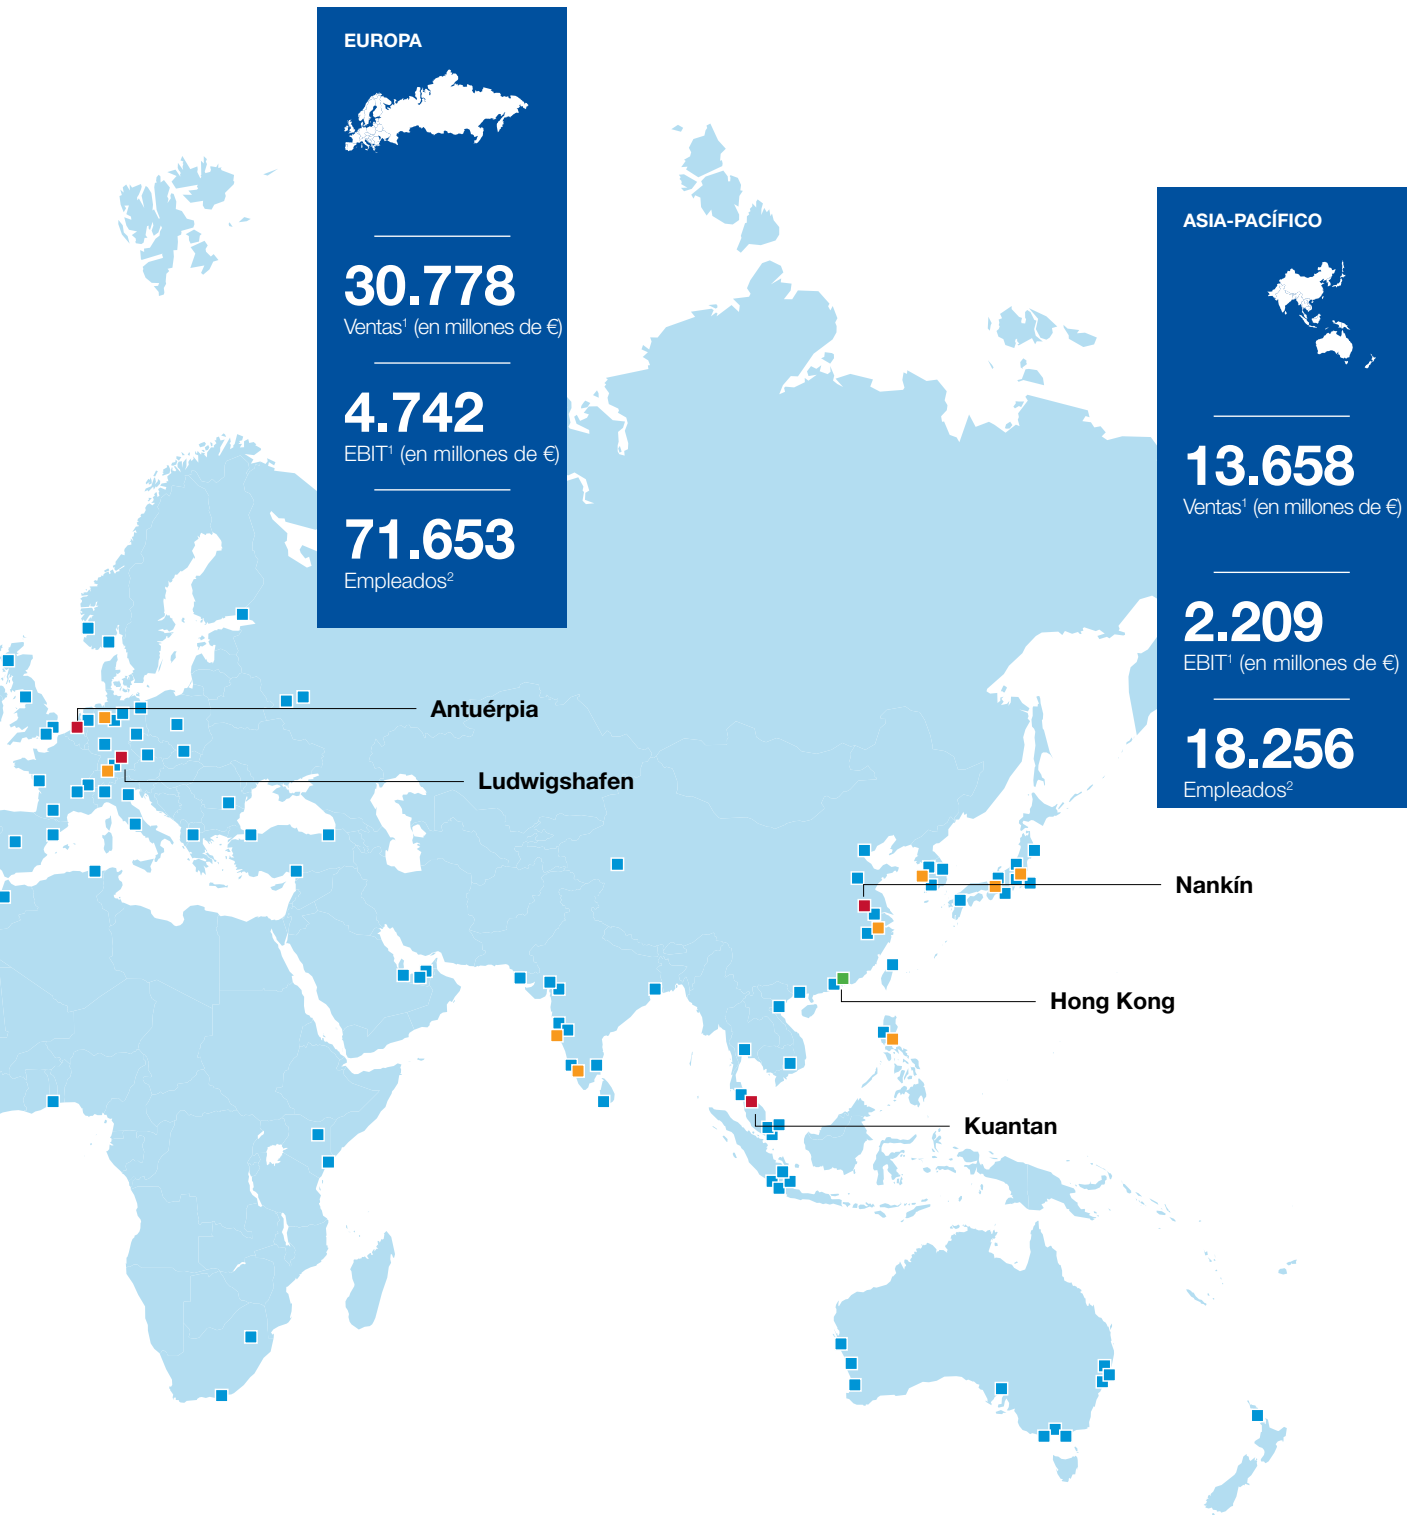 EUROPA
30.778
Ventas¹ (en millones de €)
4.742
EBIT¹ (en millones de €)
71.653
Empleados²
ASIA-PACÍFICO
13.658
Ventas¹ (en millones de €)
2.209
EBIT¹ (en millones de €)
18.256
Empleados²
Antuérpia
Ludwigshafen
Nankín
Hong Kong
Kuantan